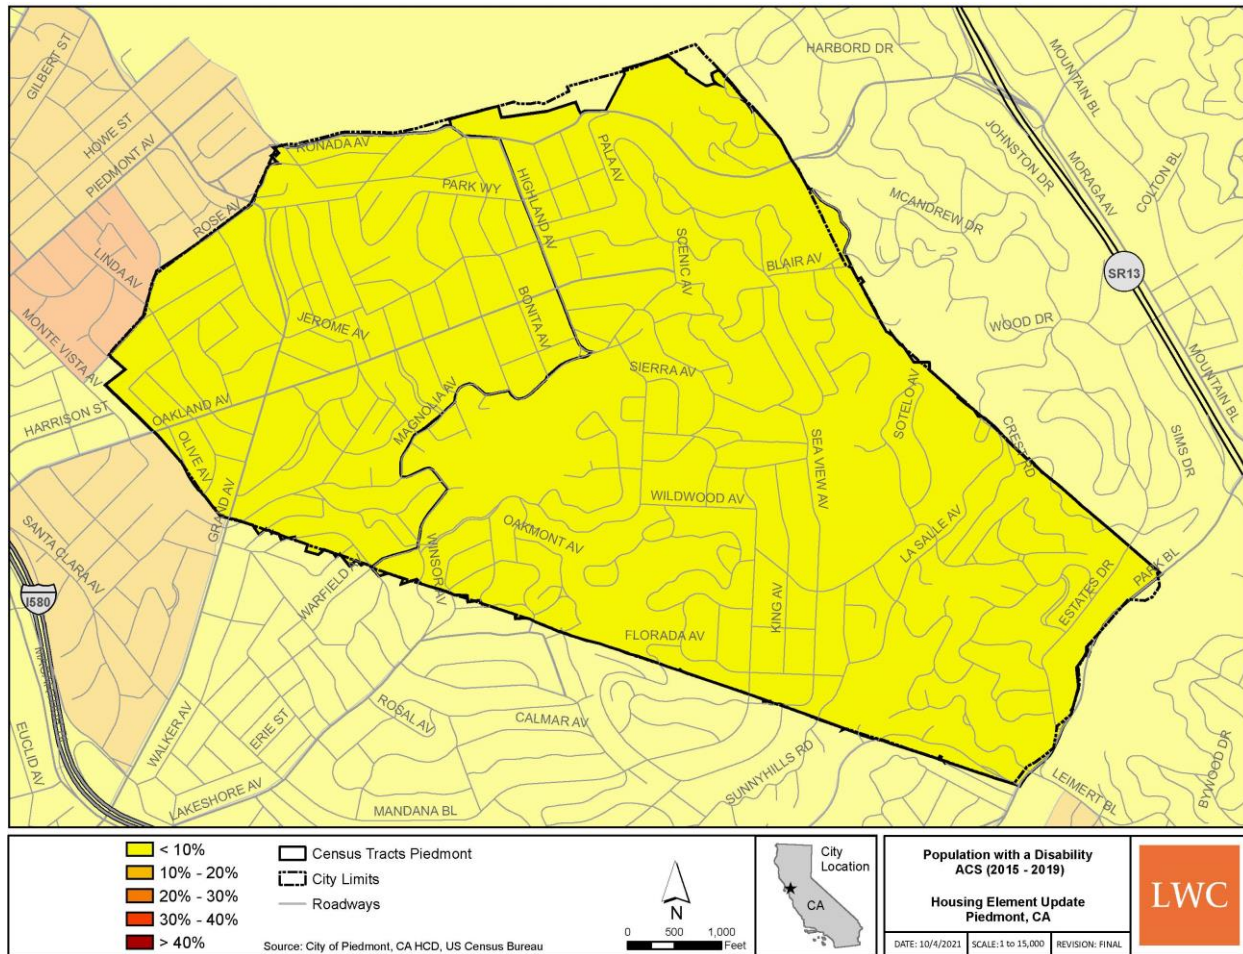 HARBORD DR
MOUNTAIN BL
GILBERT ST
HOWE ST
PIEDMONT AV
RONADA AV
PARK WY
HIGHLAND AV
PALA AV
JOHNSTON DR
MORAGA AV
COLTON BL
ROSE AV
MCANDREW DR
LINDA AV
SCENIC AV
BLAIR AV
SR13
MONTE VISTA AV
JEROME AV
BONITA AV
WOOD DR
SIERRA AV
MOUNTAIN BL
HARRISON ST
OAKLAND AV
MAGNOLIA AV
SOTELO AV
OLIVE AV
SEA VIEW AV
CREST RD
SIMS DR
GRAND AV
WILDWOOD AV
SANTA CLARA AV
OAKMONT AV
LA SALLE AV
I580
WARFIELD
WINSOR AV
KING AV
ESTATES DR
PARK BL
FLORADA AV
WALKER AV
ERIE ST
ROSAL AV
CALMAR AV
EUCLID AV
LAKESHORE AV
MANDANA BL
SUNNYHILLS RD
LEIMERT BL
BYWOOD DR
< 10%
10% - 20%
20% - 30%
30% - 40%
> 40%
Census Tracts Piedmont
City Limits
Roadways
Source: City of Piedmont, CA HCD, US Census Bureau
N
0 500 1,000
Feet
City
Location
CA
Population with a Disability
ACS (2015 - 2019)
Housing Element Update
Piedmont, CA
DATE: 10/4/2021 SCALE: 1 to 15,000 REVISION: FINAL
LWC